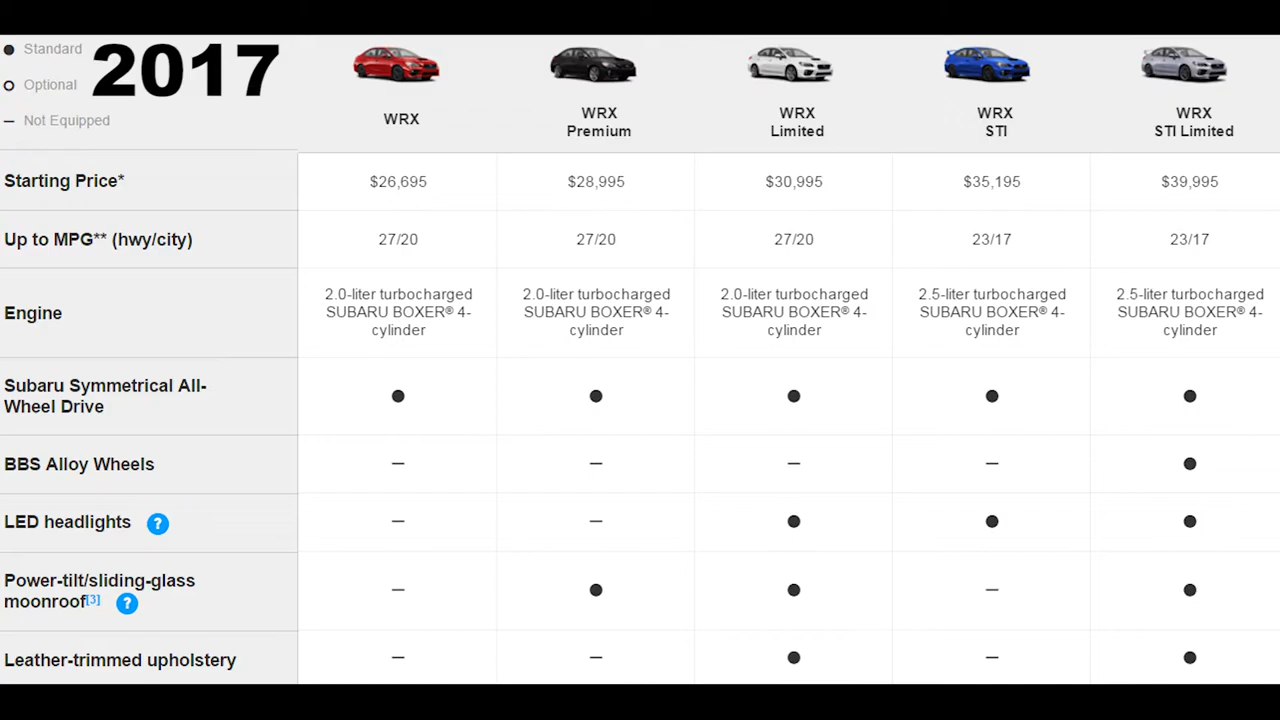 Standard
2017
Optional
Not Equipped
WRX
WRX
Premium
WRX
Limited
WRX
STI
WRX
STI Limited
Starting Price*
$26,695
$28,995
$30,995
$35,195
$39,995
Up to MPG** (hwy/city)
27/20
27/20
27/20
23/17
23/17
Engine
2.0-liter turbocharged
SUBARU BOXER® 4-
cylinder
2.0-liter turbocharged
SUBARU BOXER® 4-
cylinder
2.0-liter turbocharged
SUBARU BOXER® 4-
cylinder
2.5-liter turbocharged
SUBARU BOXER® 4-
cylinder
2.5-liter turbocharged
SUBARU BOXER® 4-
cylinder
Subaru Symmetrical All-
Wheel Drive
BBS Alloy Wheels
LED headlights ?
Power-tilt/sliding-glass
moonroof[3] ?
Leather-trimmed upholstery